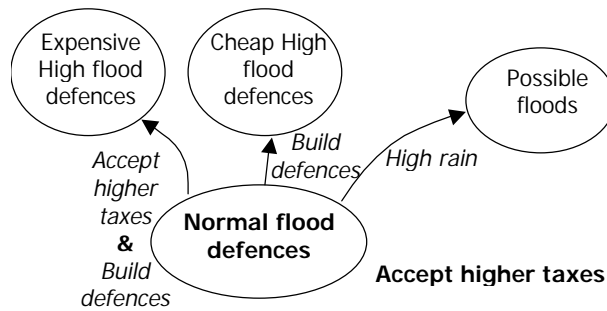 Expensive
High flood
defences
Cheap High
flood
defences
Possible
floods
Accept
higher
taxes
&
Build
defences
Build
defences
High rain
Normal flood
defences
Accept higher taxes